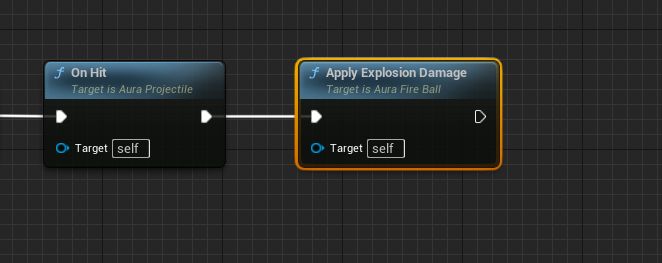 f On Hit
Target is Aura Projectile
Target self
f Apply Explosion Damage
Target is Aura Fire Ball
Target self